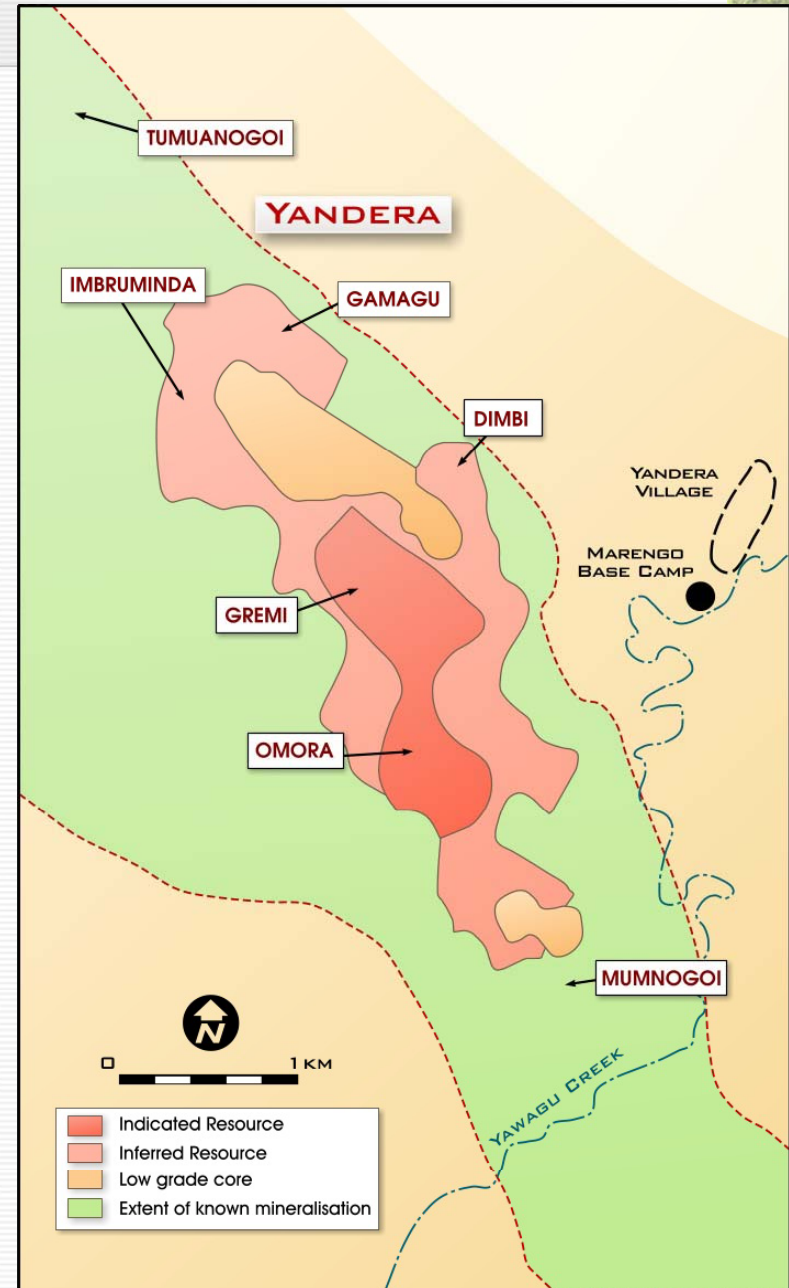 TUMUANOGOI
YANDERA
IMBRUMINDA
GAMAGU
DIMBI
YANDERA
VILLAGE
MARENGO
BASE CAMP
GREMI
OMORA
MUMNOGOI
N
0 1 KM
YAWAGU CREEK
Indicated Resource
Inferred Resource
Low grade core
Extent of known mineralisation